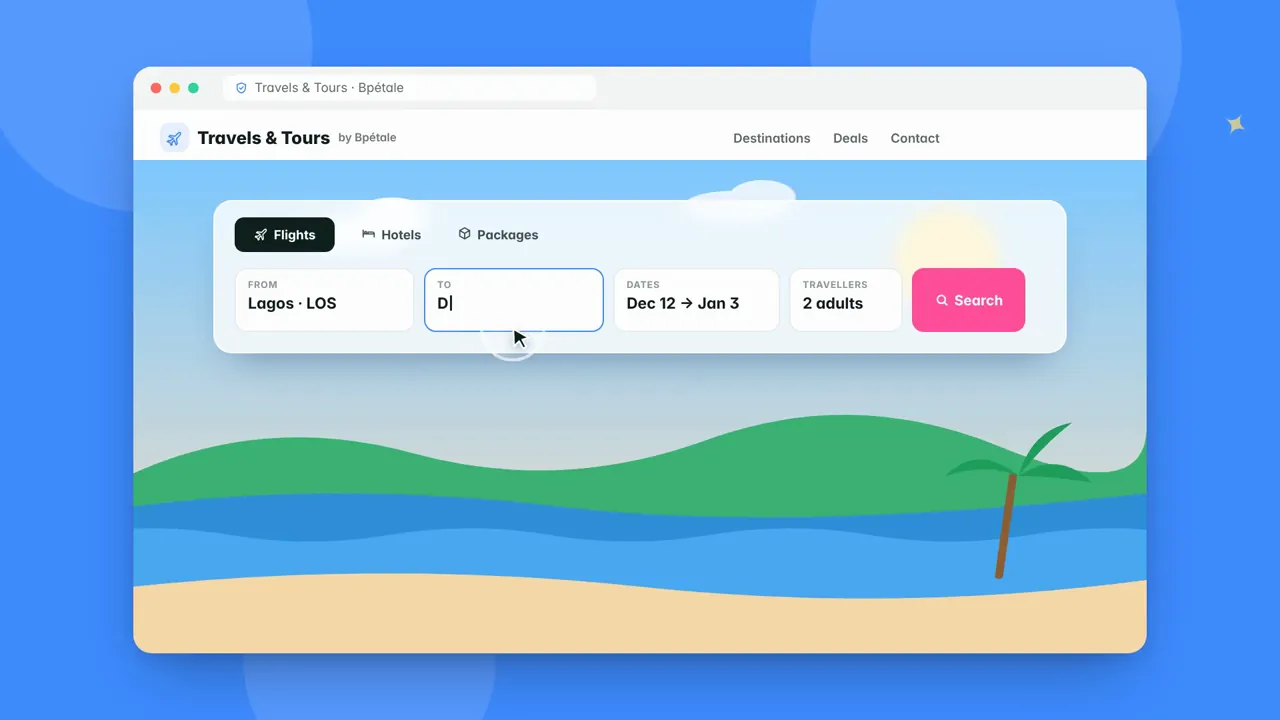 Travels & Tours · Bpétale
Travels & Tours by Bpétale
Destinations Deals Contact
Flights Hotels Packages
FROM
Lagos · LOS
TO
D
DATES
Dec 12 → Jan 3
TRAVELLERS
2 adults
Search